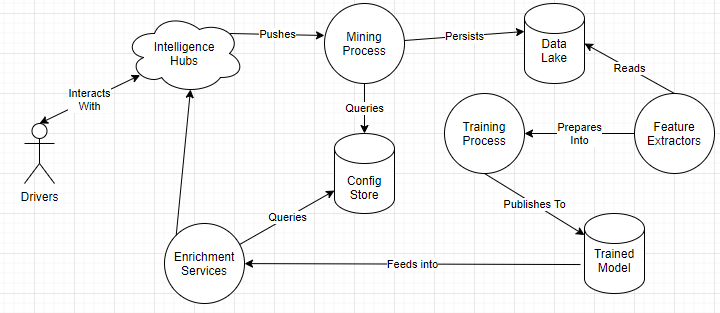 Intelligence
Hubs
Pushes
Mining
Process
Persists
Data
Lake
Reads
Interacts
With
Queries
Training
Process
Prepares
Into
Feature
Extractors
Drivers
Config
Store
Publishes To
Queries
Enrichment
Services
Feeds into
Trained
Model